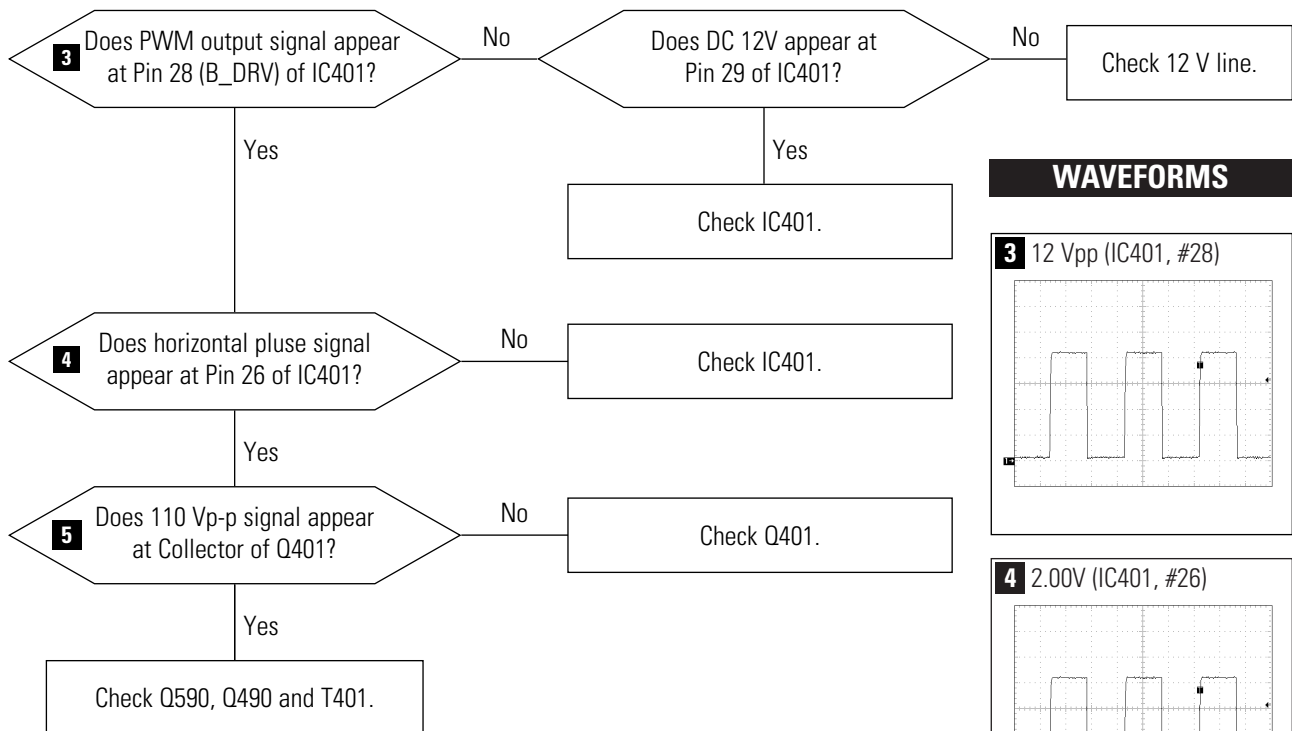 3 Does PWM output signal appear
at Pin 28 (B_DRV) of IC401?
No
Does DC 12V appear at
Pin 29 of IC401?
No
Check 12 V line.
Yes
Yes
Check IC401.
WAVEFORMS
3 12 Vpp (IC401, #28)
4 Does horizontal pluse signal
appear at Pin 26 of IC401?
No
Check IC401.
Yes
5 Does 110 Vp-p signal appear
at Collector of Q401?
No
Check Q401.
4 2.00V (IC401, #26)
Yes
Check Q590, Q490 and T401.